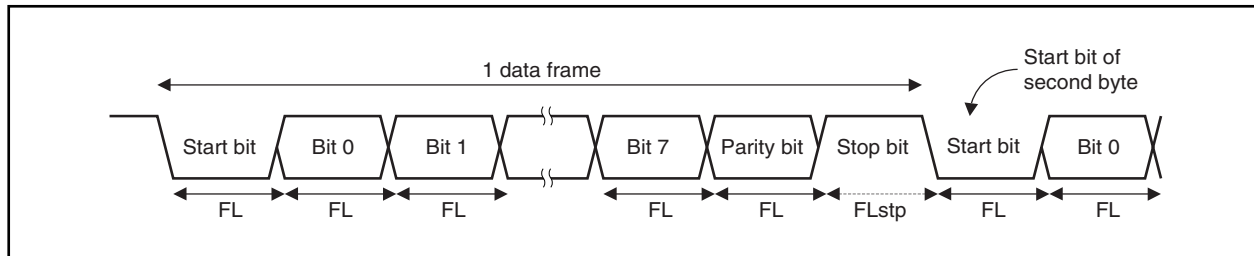 1 data frame
Start bit of
second byte
Start bit
Bit 0
Bit 1
Bit 7
Parity bit
Stop bit
Start bit
Bit 0
FL
FL
FL
FL
FL
FLstp
FL
FL